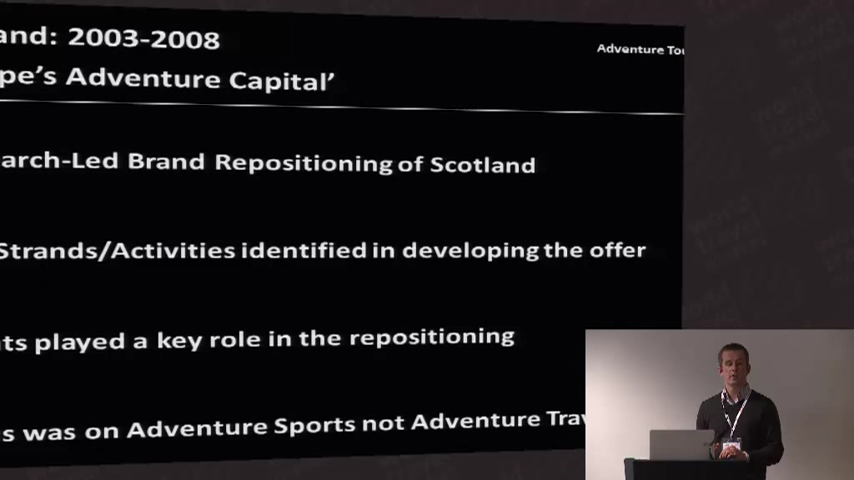 and: 2003-2008
Adventure Tou
pe's Adventure Capital'
arch-Led Brand Repositioning of Scotland
Strands/Activities identified in developing the offer
ts played a key role in the repositioning
s was on Adventure Sports not Adventure Trav